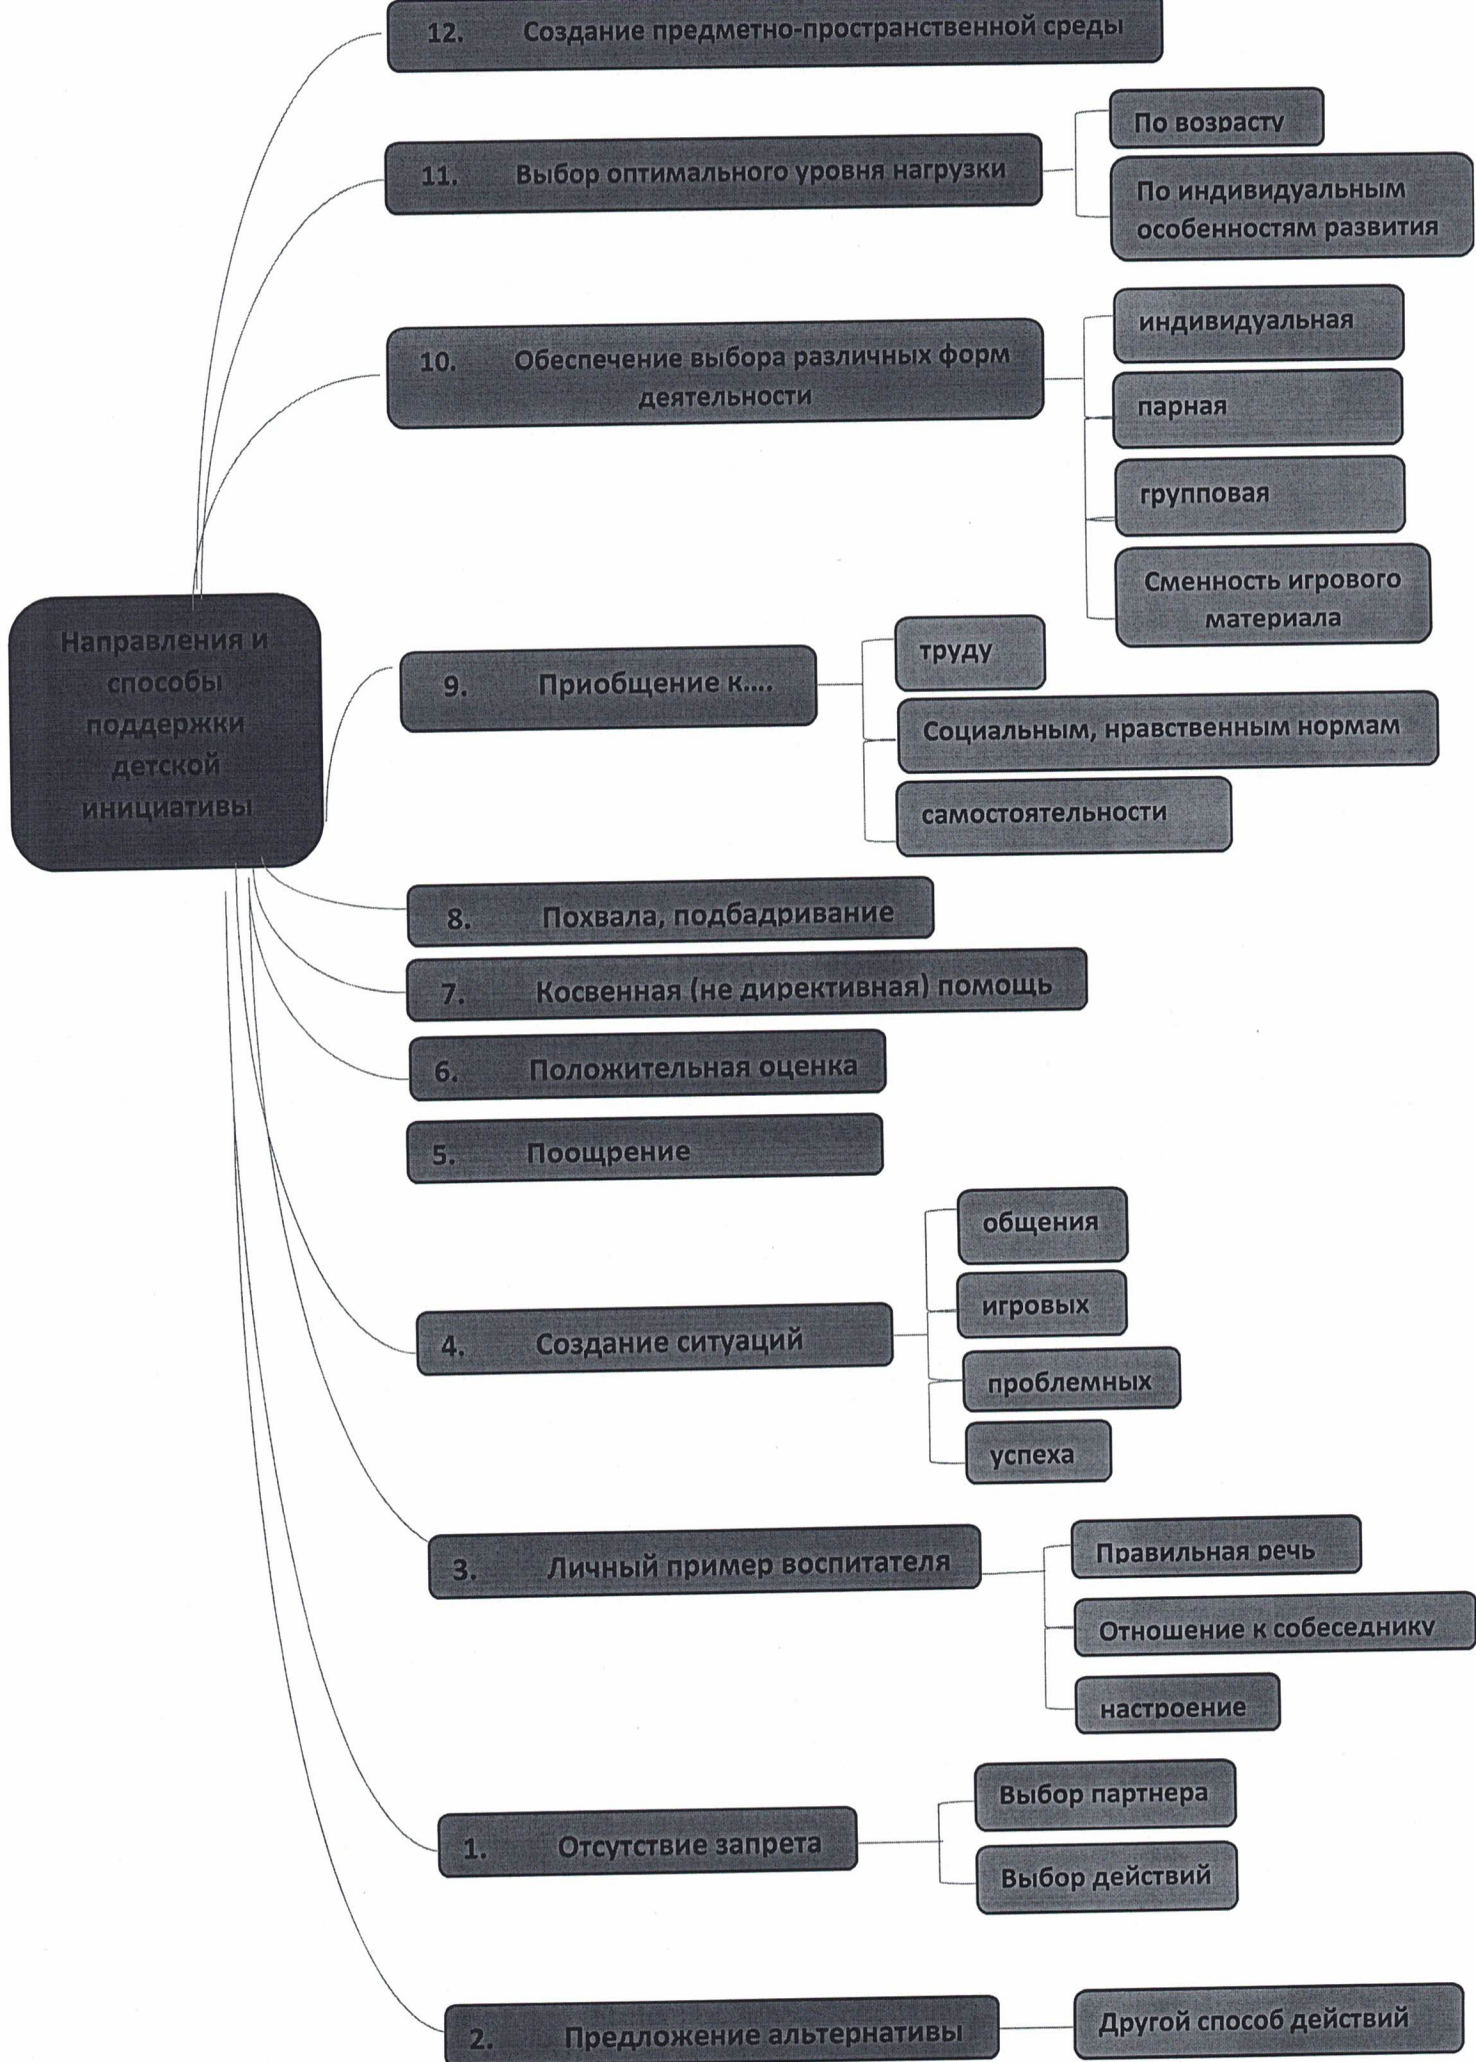 12. Создание предметно-пространственной среды
11. Выбор оптимального уровня нагрузки
По возрасту
По индивидуальным
особенностям развития
10. Обеспечение выбора различных форм
деятельности
индивидуальная
парная
групповая
Сменность игрового
материала
Направления и
способы
поддержки
детской
инициативы
9. Приобщение к....
труду
Социальным, нравственным нормам
самостоятельности
8. Похвала, подбадривание
7. Косвенная (не директивная) помощь
6. Положительная оценка
5. Поощрение
4. Создание ситуаций
общения
игровых
проблемных
успеха
3. Личный пример воспитателя
Правильная речь
Отношение к собеседнику
настроение
1. Отсутствие запрета
Выбор партнера
Выбор действий
2. Предложение альтернативы
Другой способ действий